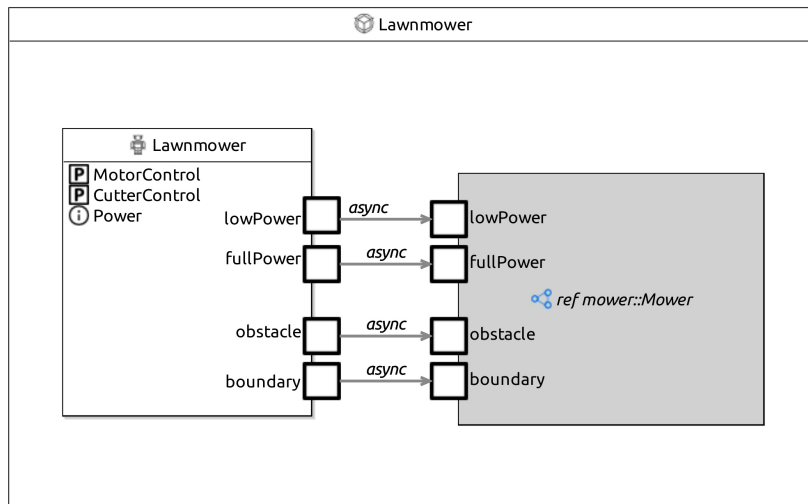 Lawnmower
Lawnmower
P MotorControl
P CutterControl
i Power
lowPower async lowPower
fullPower async fullPower
ref mower::Mower
obstacle async obstacle
boundary async boundary